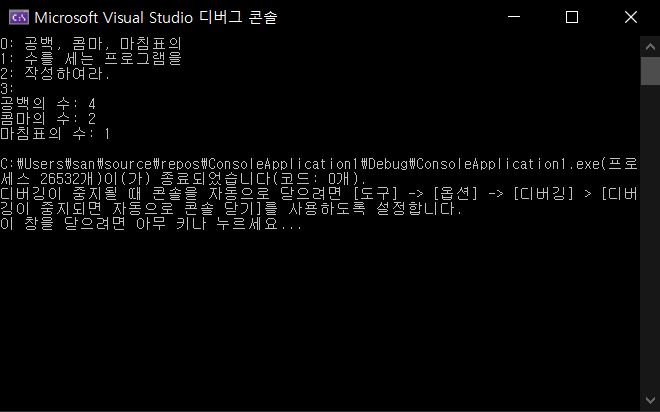 Microsoft Visual Studio 디버그 콘솔
0: 공백, 콤마, 마침표의
1: 수를 세는 프로그램을
2: 작성하여라.
3:
공백의 수: 4
콤마의 수: 2
마침표의 수: 1
C:\Users\san\source\repos\ConsoleApplication1\Debug\ConsoleApplication1.exe(프로
세스 26532개)이(가) 종료되었습니다(코드: 0개).
디버깅이 중지될 때 콘솔을 자동으로 닫으려면 [도구] -> [옵션] -> [디버깅] > [디버
깅이 중지되면 자동으로 콘솔 닫기]를 사용하도록 설정합니다.
이 창을 닫으려면 아무 키나 누르세요...